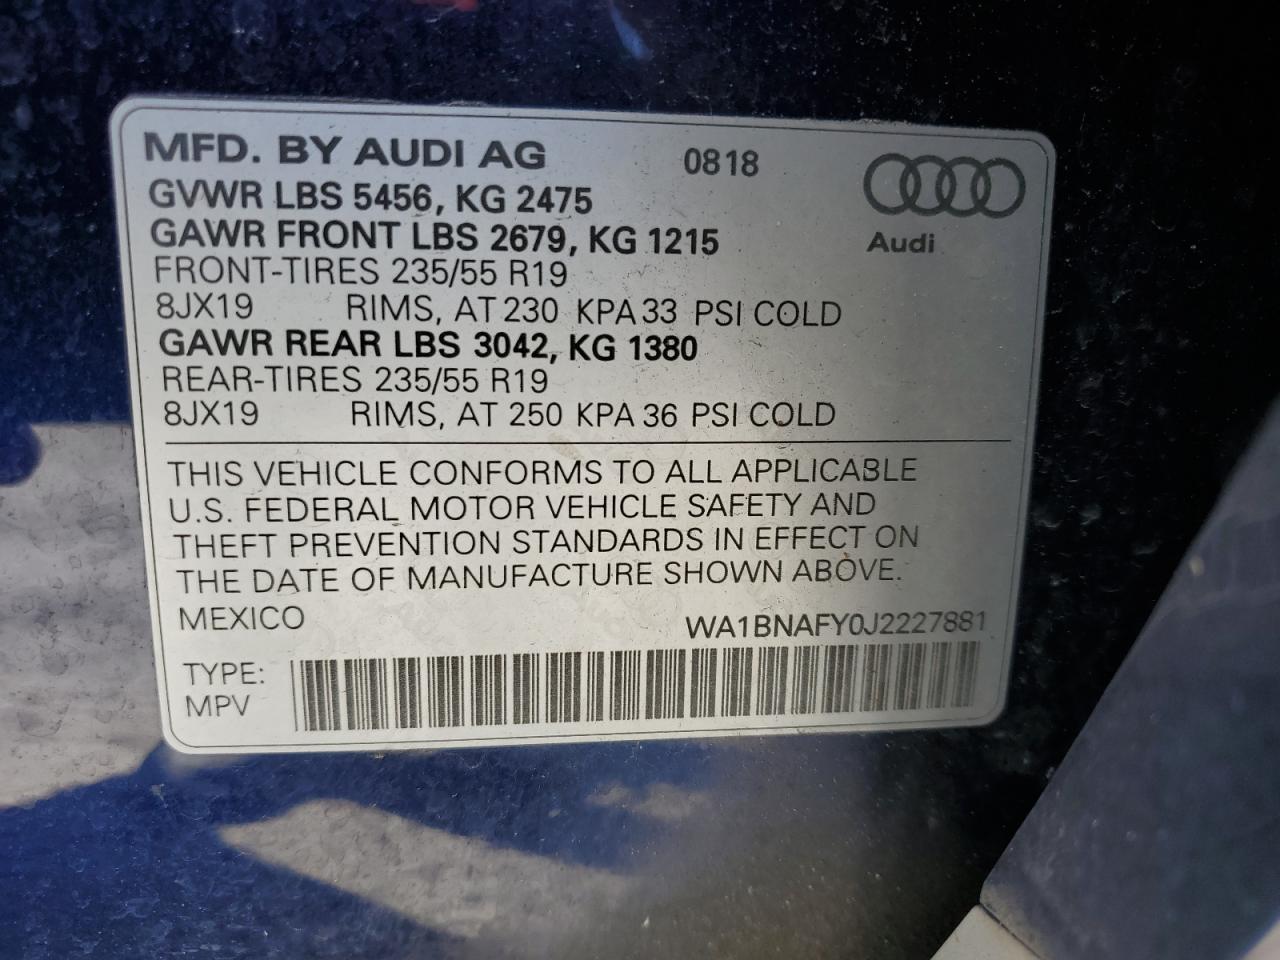 MFD. BY AUDI AG 0818
GVWR LBS 5456, KG 2475
GAWR FRONT LBS 2679, KG 1215
Audi
FRONT-TIRES 235/55 R19
8JX19 RIMS, AT 230 KPA 33 PSI COLD
GAWR REAR LBS 3042, KG 1380
REAR-TIRES 235/55 R19
8JX19 RIMS, AT 250 KPA 36 PSI COLD
THIS VEHICLE CONFORMS TO ALL APPLICABLE
U.S. FEDERAL MOTOR VEHICLE SAFETY AND
THEFT PREVENTION STANDARDS IN EFFECT ON
THE DATE OF MANUFACTURE SHOWN ABOVE.
MEXICO WA1BNAFY0J2227881
TYPE:
MPV